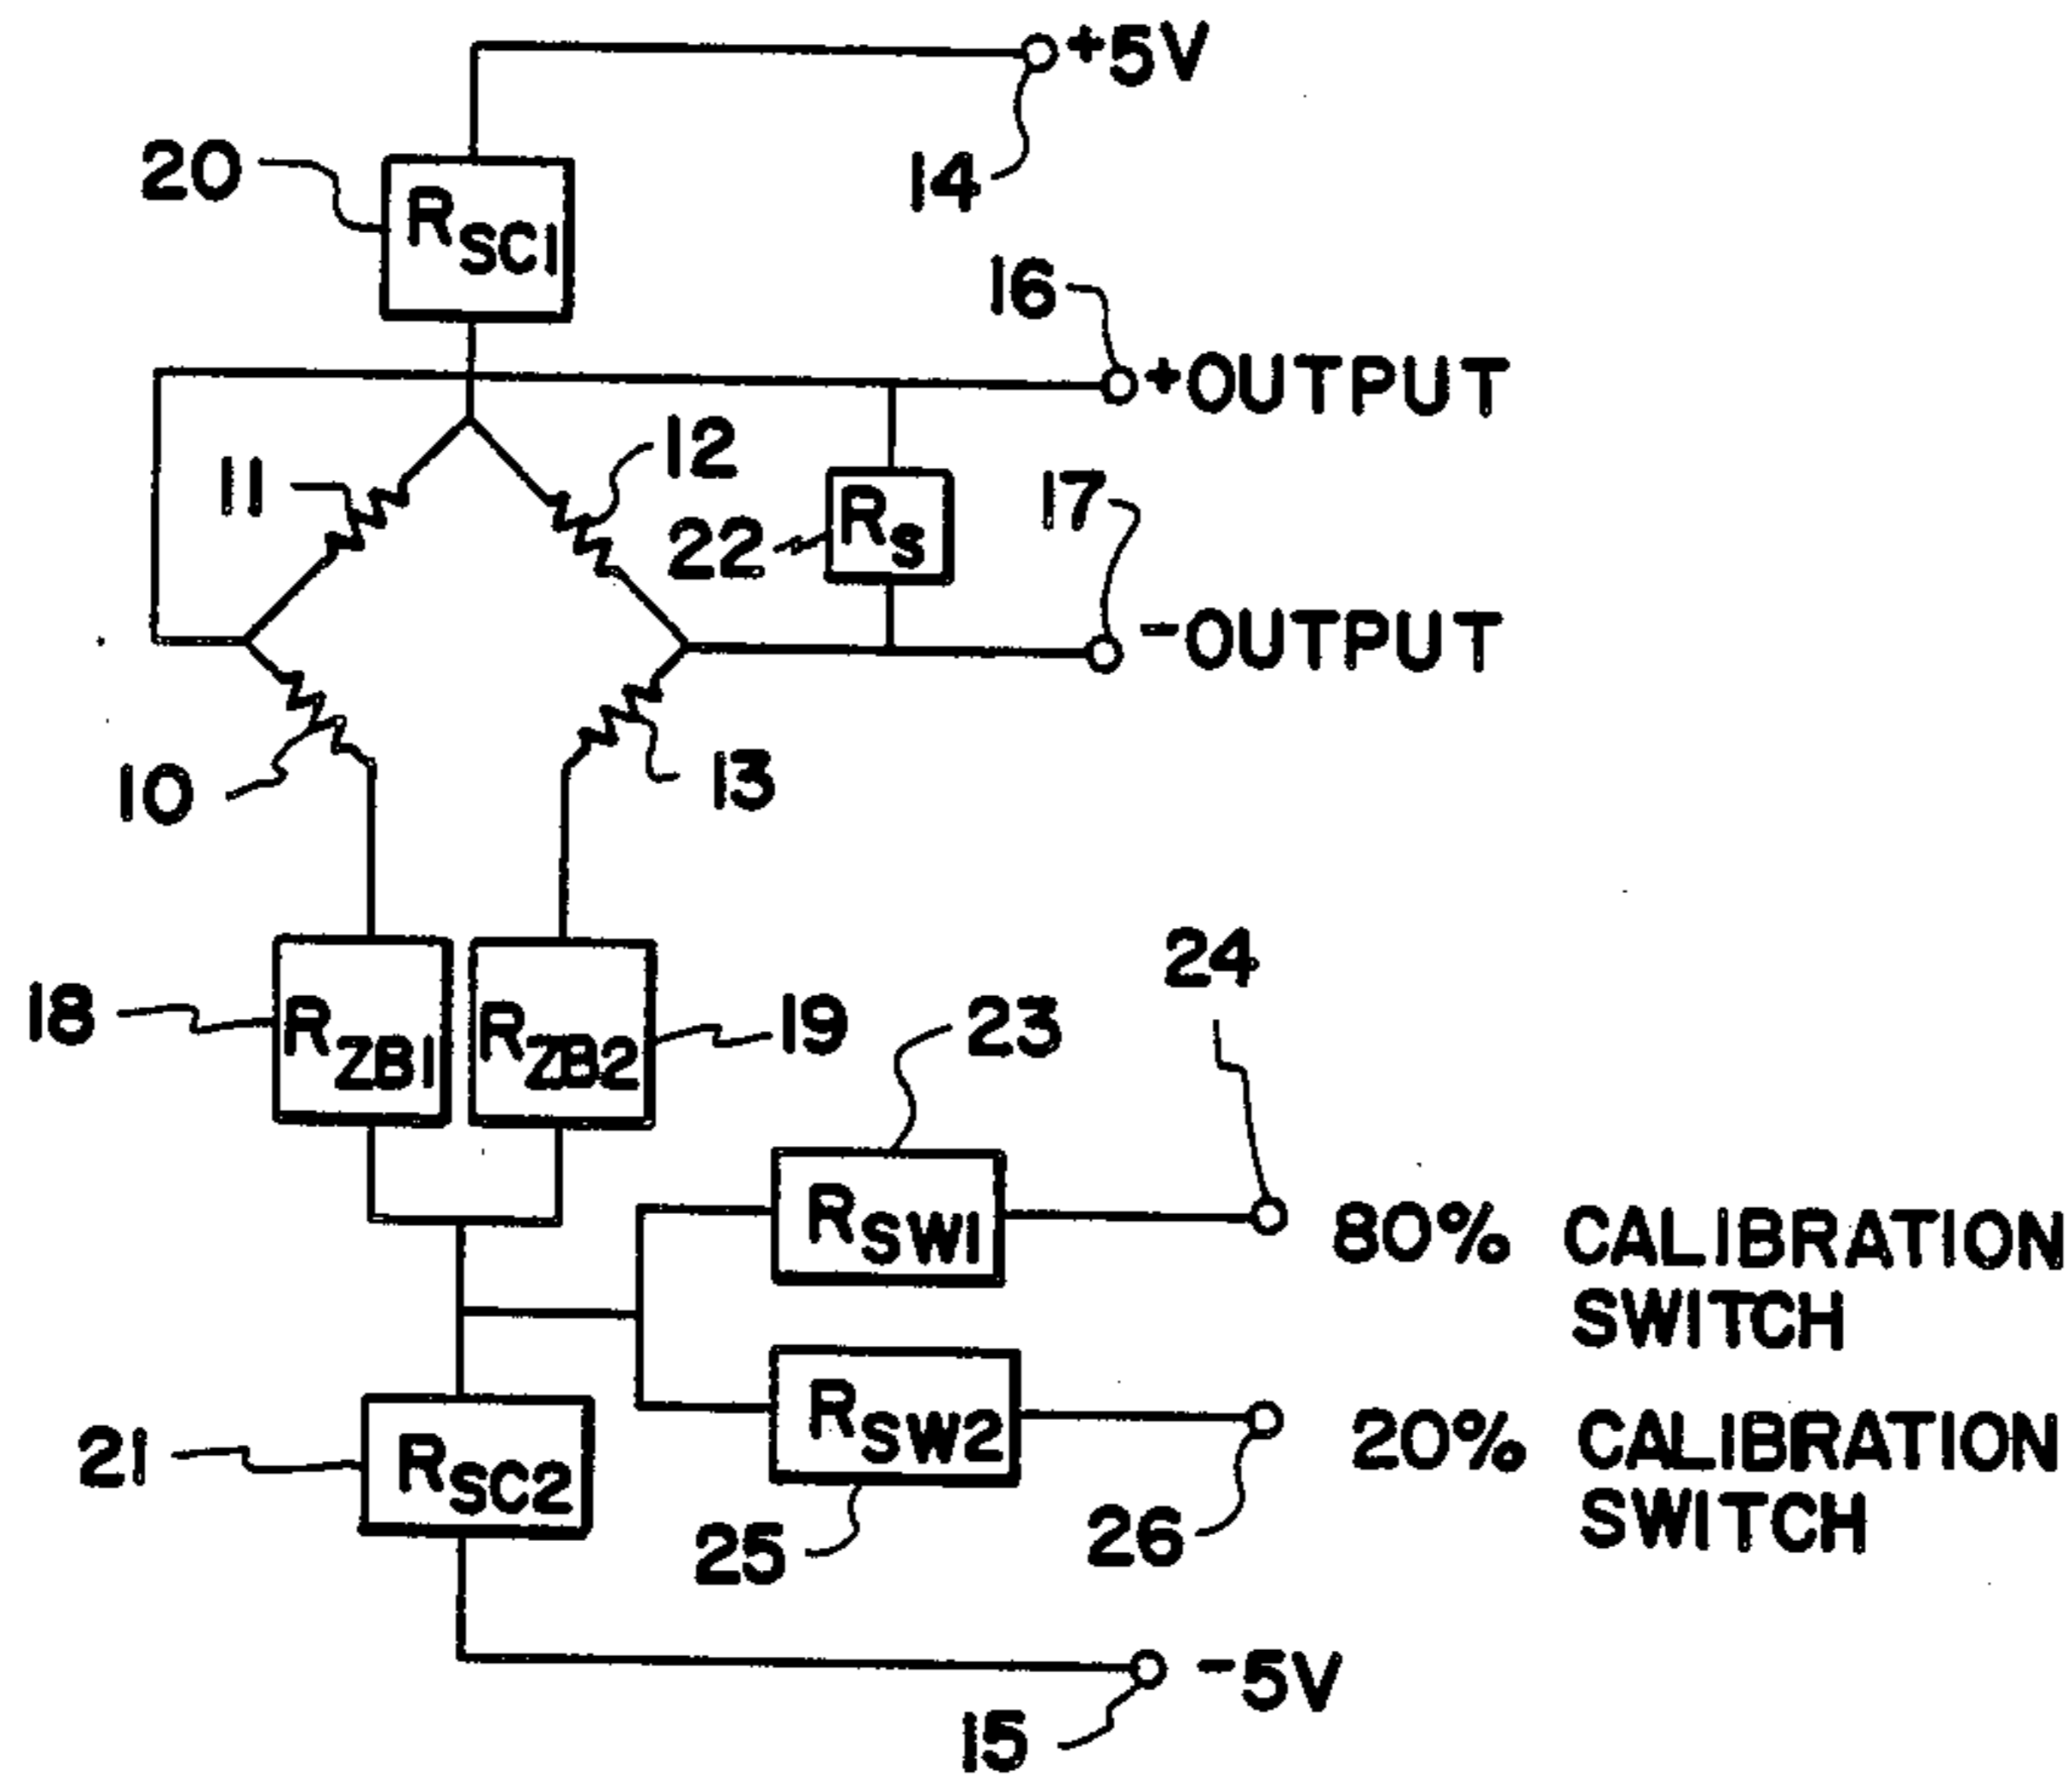 +5V
20
RSC1
14
16
+OUTPUT
11
12
22
RS
17
-OUTPUT
10
13
24
18
RZB1
RZB2
19
23
RSW1
80% CALIBRATION
SWITCH
RSW2
20% CALIBRATION
SWITCH
21
RSC2
25
26
-5V
15